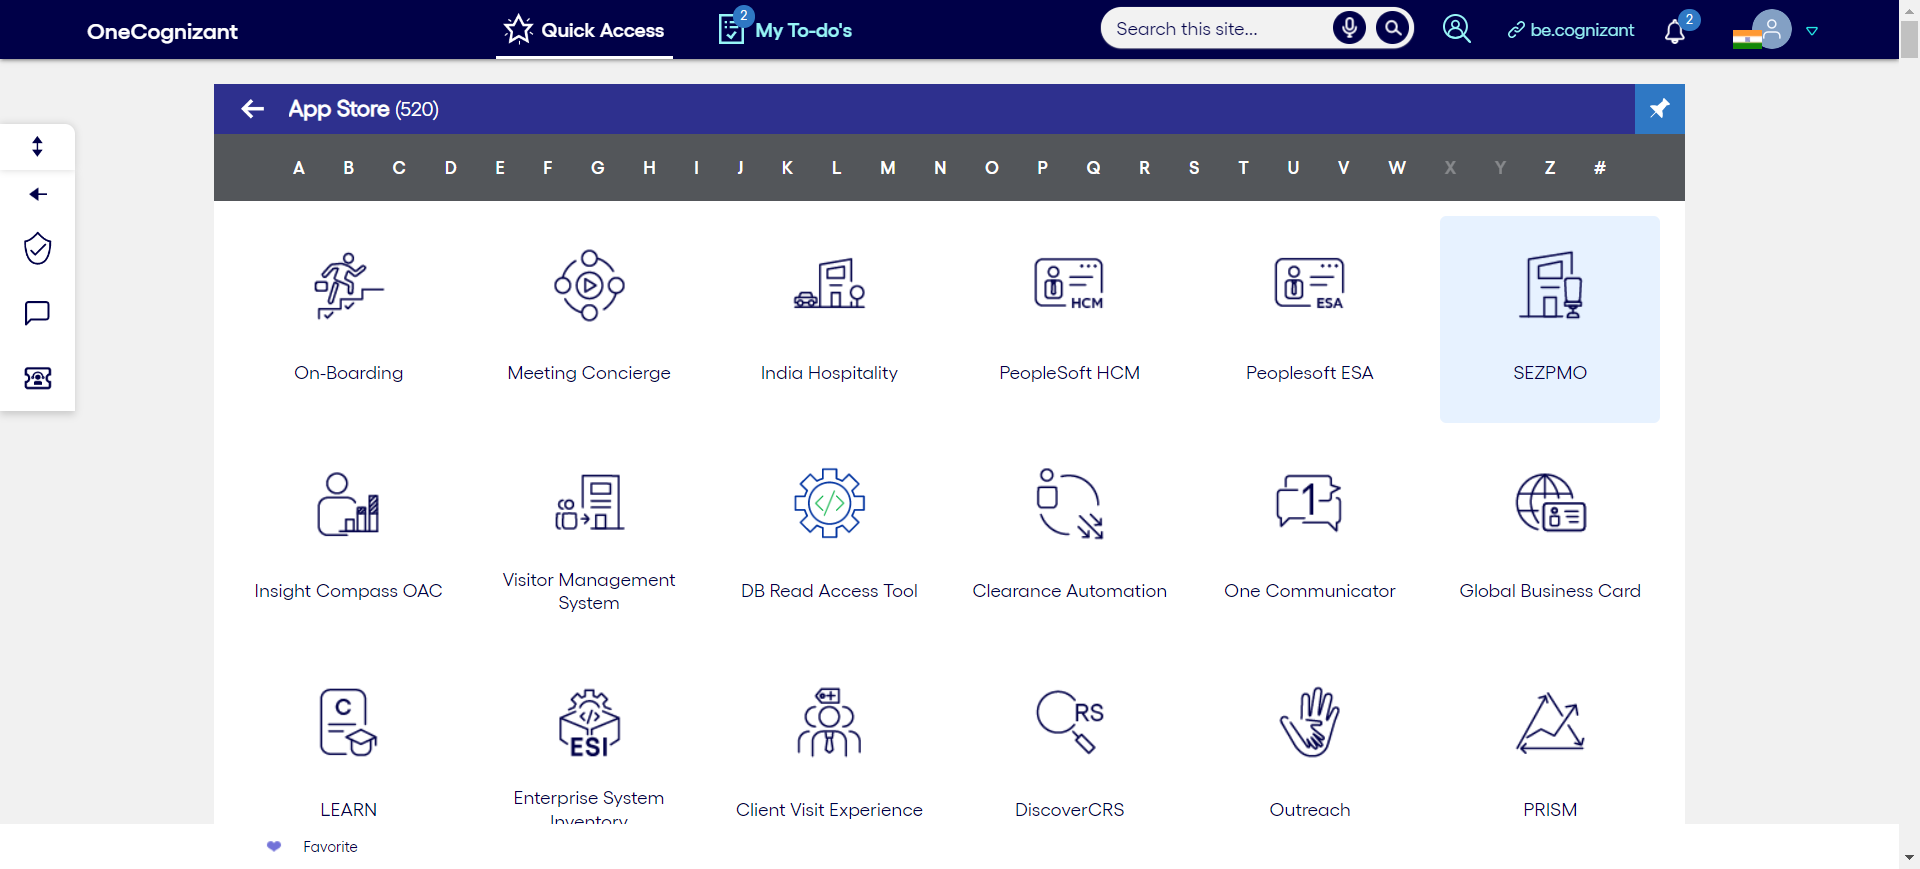 OneCognizant
Quick Access
2
My To-do's
Search this site...
be.cognizant
2
App Store (520)
A B C D E F G H I J K L M N O P Q R S T U V W X Y Z #
HCM
ESA
On-Boarding
Meeting Concierge
India Hospitality
PeopleSoft HCM
Peoplesoft ESA
SEZPMO
</>
1
Insight Compass OAC
Visitor Management
System
DB Read Access Tool
Clearance Automation
One Communicator
Global Business Card
C
</>
ESI
RS
LEARN
Enterprise System
Inventory
Client Visit Experience
DiscoverCRS
Outreach
PRISM
Favorite